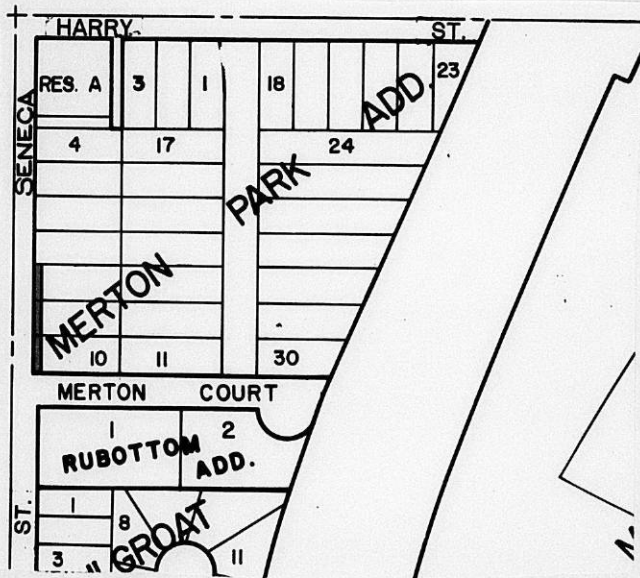 HARRY ST.
RES. A 3 1 18 23
SENECA ST.
4 17 24
MERTON PARK ADD.
10 11 30
MERTON COURT
1 2
RUBOTTOM ADD.
1 8
GROAT
3 11